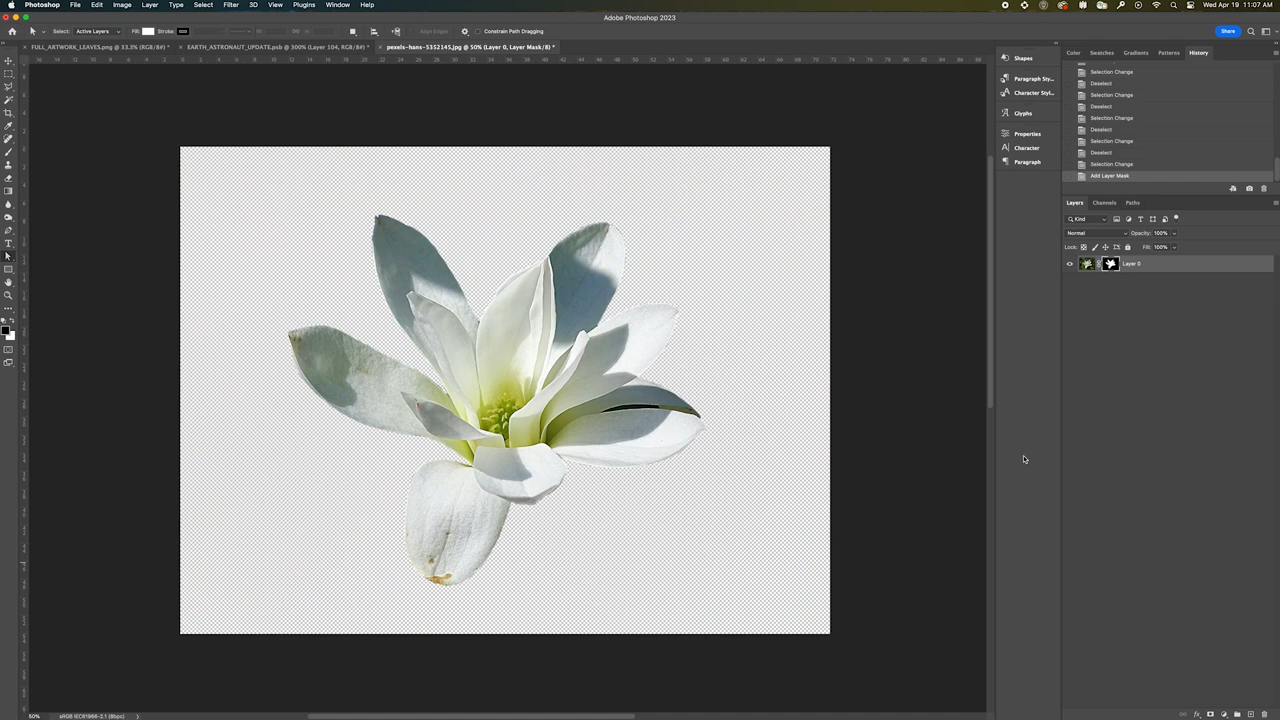 Photoshop File Edit Image Layer Type Select Filter 3D View Plugins Window Help Wed Apr 19 11:07 AM
Adobe Photoshop 2023
Select: Active Layers Fill: Stroke: W: H: Constrain Path Dragging Share
FULL_ARTWORK_LEAVES.png @ 33.3% (RGB/8#) * EARTH_ASTRONAUT_UPDATE.psb @ 300% (Layer 104, RGB/8#) * pexels-hans-5352145.jpg @ 50% (Layer 0, Layer Mask/8) *
Color Swatches Gradients Patterns History
Shapes
Paragraph Sty...
Character Styl...
Glyphs
Properties
Character
Paragraph
Selection Change
Deselect
Selection Change
Deselect
Selection Change
Deselect
Selection Change
Deselect
Selection Change
Add Layer Mask
Layers Channels Paths
Kind
Normal Opacity: 100%
Lock: Fill: 100%
Layer 0
50% sRGB IEC61966-2.1 (8bpc)